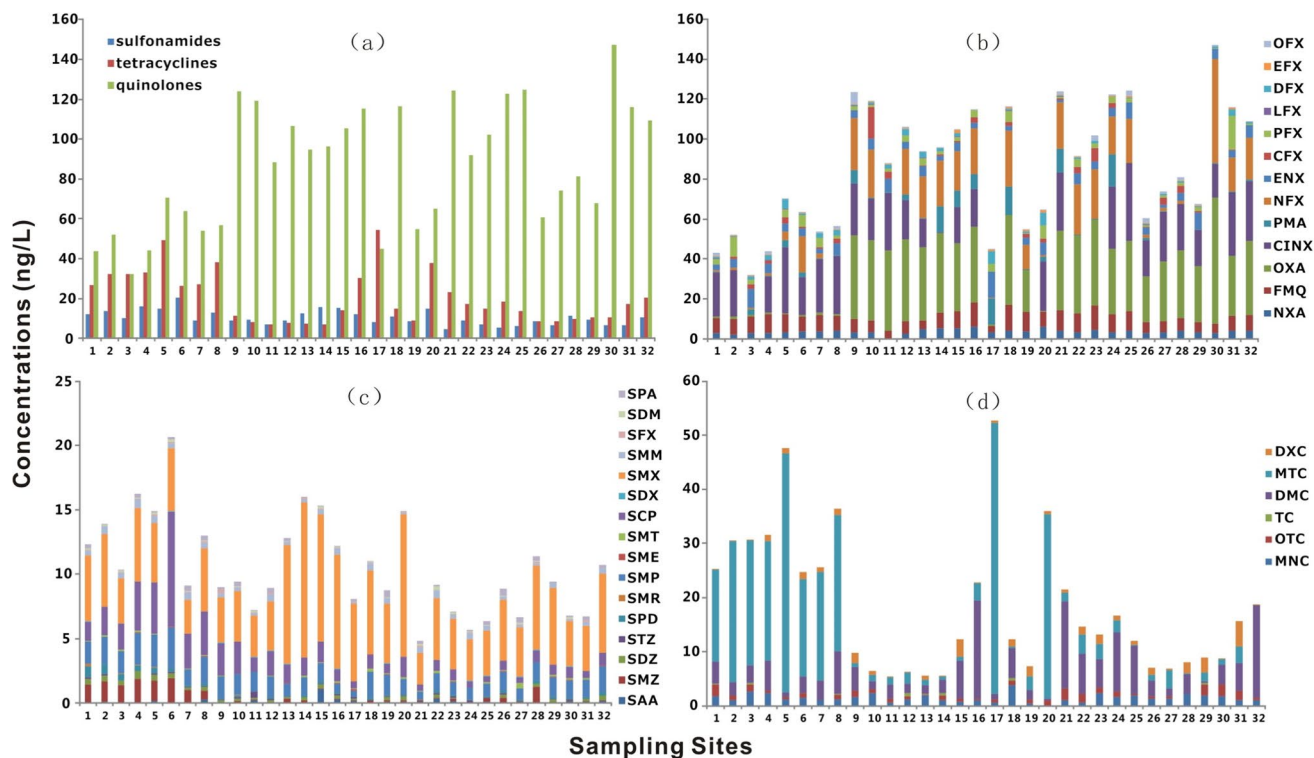 Concentrations (ng/L)
(a)
160
140
120
100
80
60
40
20
0
sulfonamides
tetracyclines
quinolones
1 2 3 4 5 6 7 8 9 10 11 12 13 14 15 16 17 18 19 20 21 22 23 24 25 26 27 28 29 30 31 32
(b)
160
140
120
100
80
60
40
20
0
1 2 3 4 5 6 7 8 9 10 11 12 13 14 15 16 17 18 19 20 21 22 23 24 25 26 27 28 29 30 31 32
OFX
EFX
DFX
LFX
PFX
CFX
ENX
NFX
PMA
CINX
OXA
FMQ
NXA
(c)
25
20
15
10
5
0
1 2 3 4 5 6 7 8 9 10 11 12 13 14 15 16 17 18 19 20 21 22 23 24 25 26 27 28 29 30 31 32
SPA
SDM
SFX
SMM
SMX
SDX
SCP
SMT
SME
SMP
SMR
SPD
STZ
SDZ
SMZ
SAA
(d)
60
50
40
30
20
10
0
1 2 3 4 5 6 7 8 9 10 11 12 13 14 15 16 17 18 19 20 21 22 23 24 25 26 27 28 29 30 31 32
DXC
MTC
DMC
TC
OTC
MNC
Sampling Sites